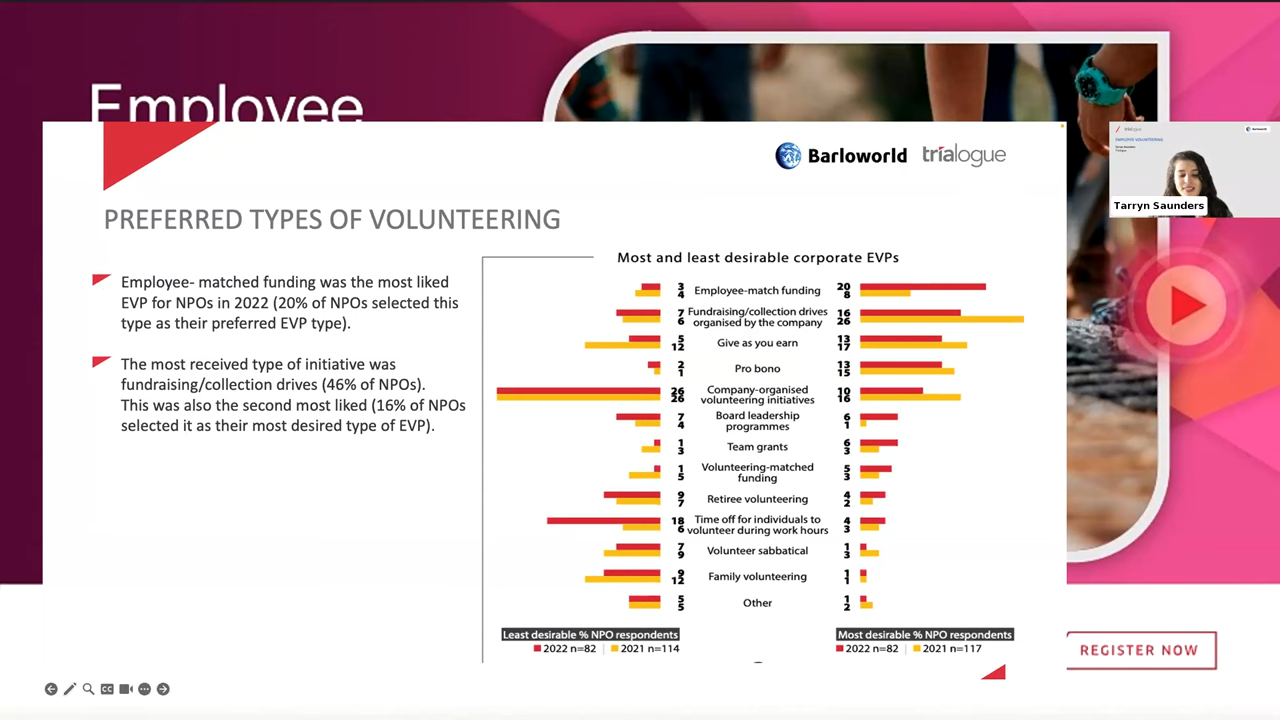 Employee
Barloworld
trialogue
trialogue
Barloworld
EMPLOYEE VOLUNTEERING
Tarryn Saunders
Trialogue
Tarryn Saunders
PREFERRED TYPES OF VOLUNTEERING
Employee- matched funding was the most liked
EVP for NPOs in 2022 (20% of NPOs selected this
type as their preferred EVP type).
The most received type of initiative was
fundraising/collection drives (46% of NPOs).
This was also the second most liked (16% of NPOs
selected it as their most desired type of EVP).
Most and least desirable corporate EVPs
3 Employee-match funding 20
4 8
7 Fundraising/collection drives 16
6 organised by the company 26
5 Give as you earn 13
12 17
2 Pro bono 13
1 15
26 Company-organised 10
26 volunteering initiatives 16
7 Board leadership 6
4 programmes 1
1 Team grants 6
3 3
1 Volunteering-matched 5
5 funding 3
9 Retiree volunteering 4
7 2
18 Time off for individuals to 4
6 volunteer during work hours 3
7 Volunteer sabbatical 1
9 3
9 Family volunteering 1
12 1
5 Other 1
5 2
Least desirable % NPO respondents
2022 n=82 | 2021 n=114
Most desirable % NPO respondents
2022 n=82 | 2021 n=117
REGISTER NOW
CC